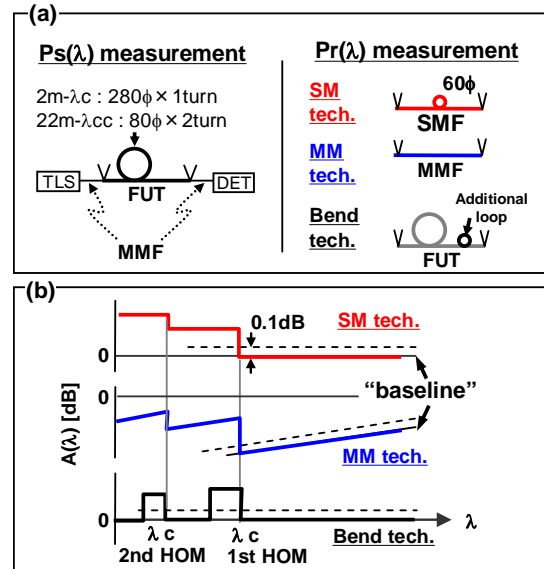 (a)
Ps(λ) measurement
2m-λc : 280ϕ × 1turn
22m-λcc : 80ϕ × 2turn
TLS
FUT
DET
MMF
Pr(λ) measurement
SM
tech.
60ϕ
SMF
MM
tech.
MMF
Bend
tech.
Additional
loop
FUT
(b)
A(λ) [dB]
0.1dB
SM tech.
0
0
"baseline"
MM tech.
0
λ
λ c
2nd HOM
λ c
1st HOM
Bend tech.